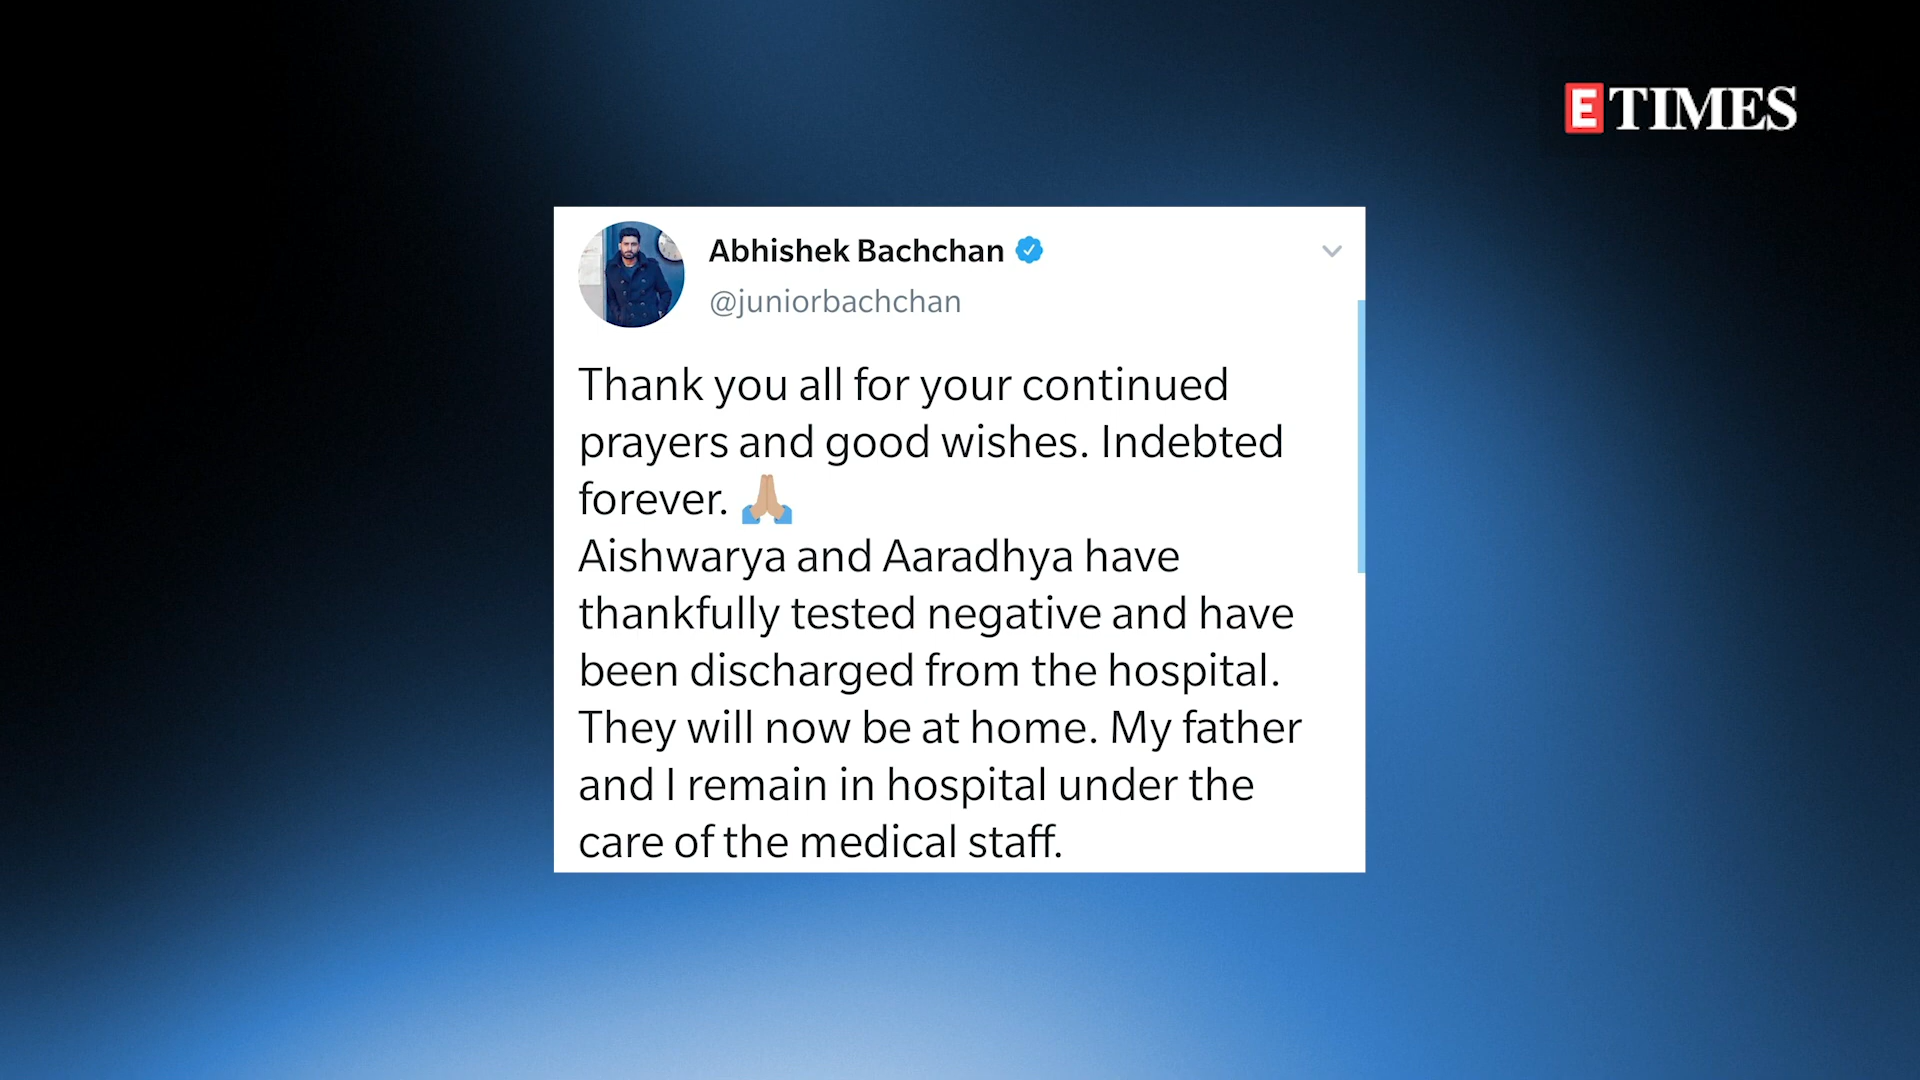 ETIMES
Abhishek Bachchan
@juniorbachchan
Thank you all for your continued
prayers and good wishes. Indebted
forever. 🙏🏽
Aishwarya and Aaradhya have
thankfully tested negative and have
been discharged from the hospital.
They will now be at home. My father
and I remain in hospital under the
care of the medical staff.